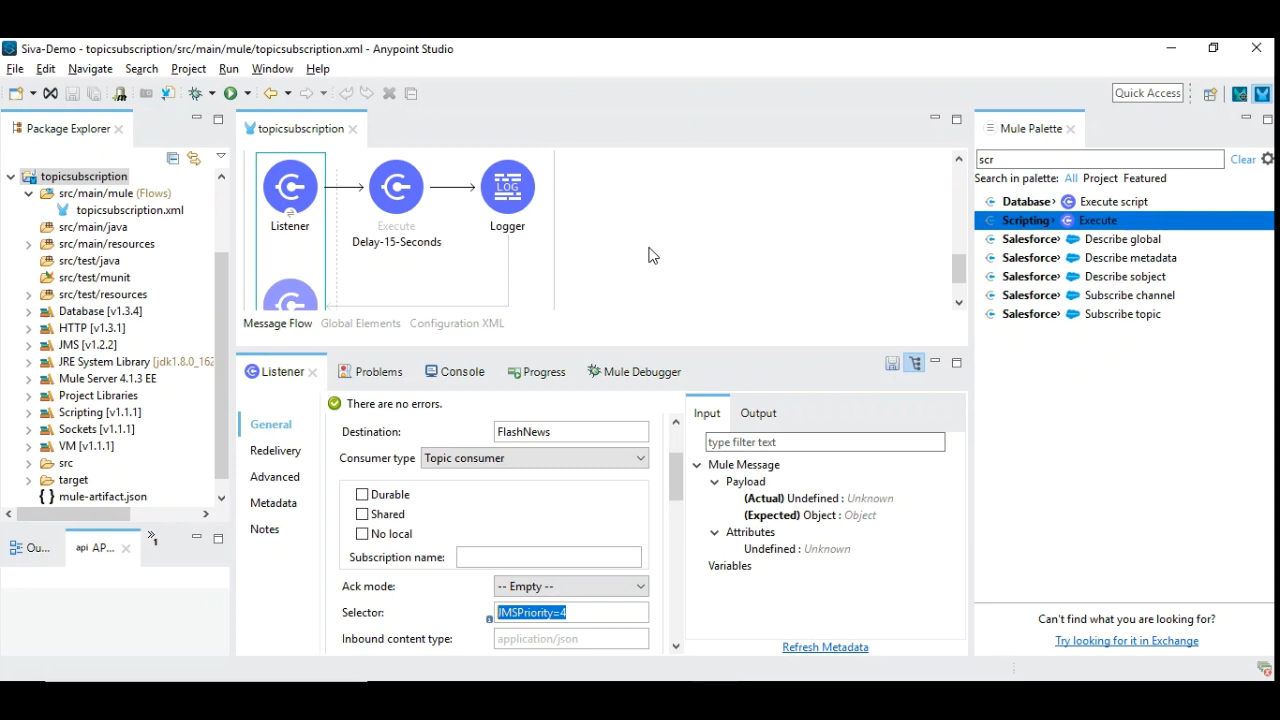 Siva-Demo - topicsubscription/src/main/mule/topicsubscription.xml - Anypoint Studio
File Edit Navigate Search Project Run Window Help
Quick Access
Package Explorer
topicsubscription
src/main/mule (Flows)
topicsubscription.xml
src/main/java
src/main/resources
src/test/java
src/test/munit
src/test/resources
Database [v1.3.4]
HTTP [v1.3.1]
JMS [v1.2.2]
JRE System Library [jdk1.8.0_162
Mule Server 4.1.3 EE
Project Libraries
Scripting [v1.1.1]
Sockets [v1.1.1]
VM [v1.1.1]
src
target
mule-artifact.json
Ou...
api AP...
1
topicsubscription
LOG
Listener
Execute
Logger
Delay-15-Seconds
Message Flow Global Elements Configuration XML
Listener Problems Console Progress Mule Debugger
There are no errors.
General
Redelivery
Advanced
Metadata
Notes
Destination: FlashNews
Consumer type Topic consumer
Durable
Shared
No local
Subscription name:
Ack mode: -- Empty --
Selector: JMSPriority=4
Inbound content type: application/json
Input Output
type filter text
Mule Message
Payload
(Actual) Undefined : Unknown
(Expected) Object : Object
Attributes
Undefined : Unknown
Variables
Refresh Metadata
Mule Palette
scr
Clear
Search in palette: All Project Featured
Database> Execute script
Scripting> Execute
Salesforce> Describe global
Salesforce> Describe metadata
Salesforce> Describe sobject
Salesforce> Subscribe channel
Salesforce> Subscribe topic
Can't find what you are looking for?
Try looking for it in Exchange